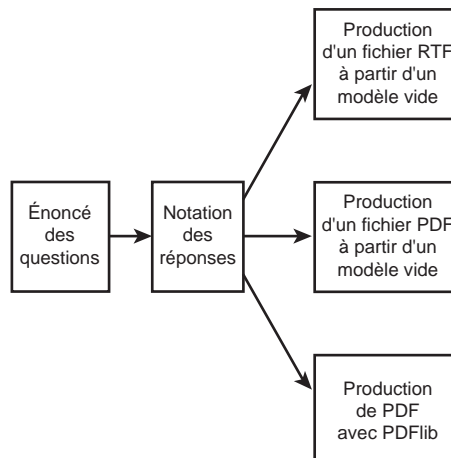 Énoncé
des
questions
Notation
des
réponses
Production
d'un fichier RTF
à partir d'un
modèle vide
Production
d'un fichier PDF
à partir d'un
modèle vide
Production
de PDF
avec PDFlib